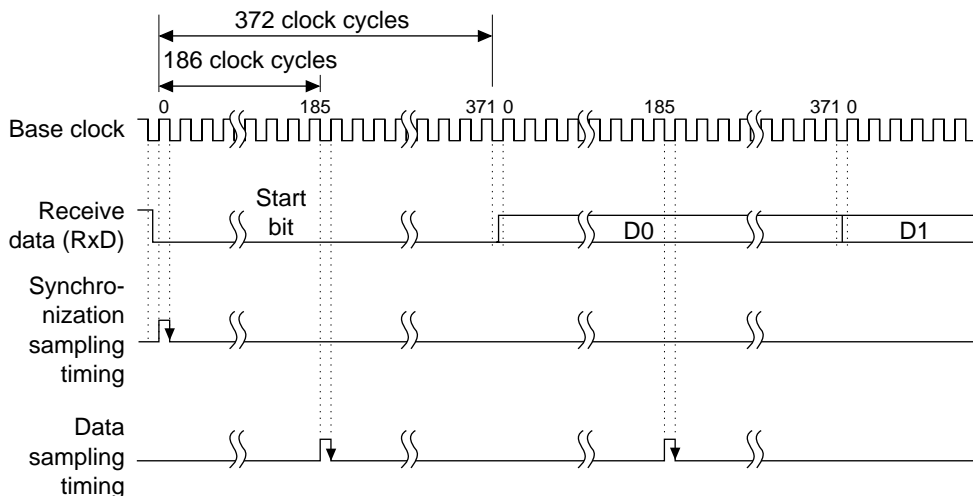 372 clock cycles
186 clock cycles
0 185 371 0 185 371 0
Base clock
Receive
data (RxD)
Start
bit
D0 D1
Synchro-
nization
sampling
timing
Data
sampling
timing